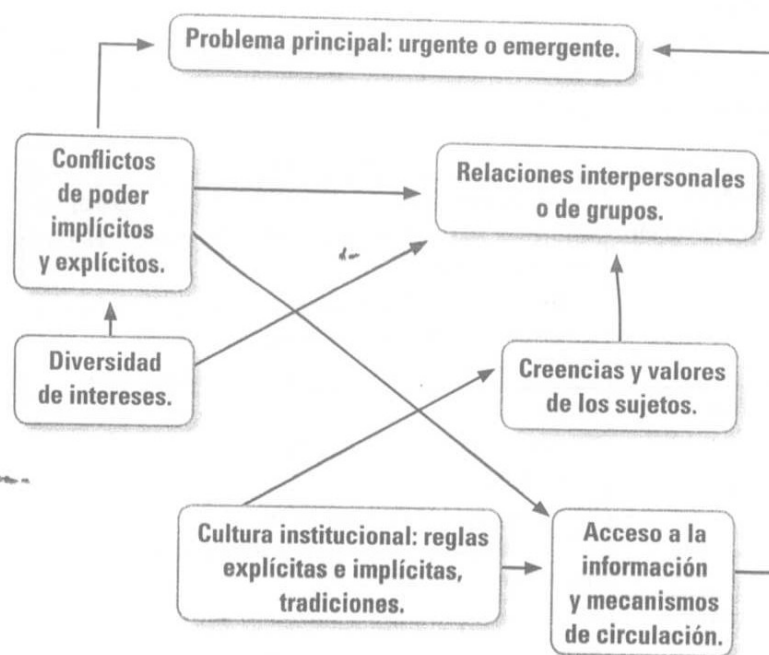 Problema principal: urgente o emergente.
Conflictos
de poder
implícitos
y explícitos.
Relaciones interpersonales
o de grupos.
Diversidad
de intereses.
Creencias y valores
de los sujetos.
Cultura institucional: reglas
explícitas e implícitas,
tradiciones.
Acceso a la
información
y mecanismos
de circulación.